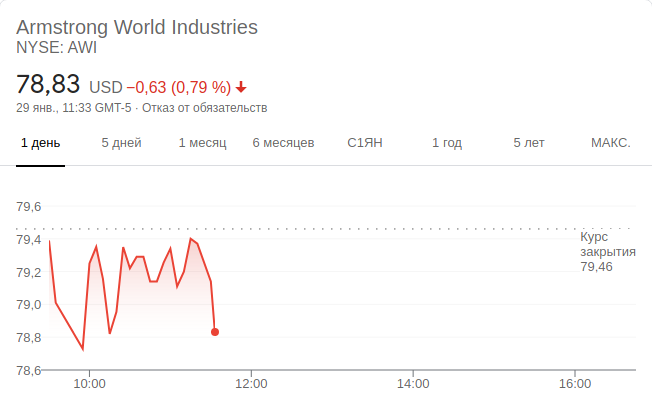 Armstrong World Industries
NYSE: AWI
78,83 USD −0,63 (0,79 %)
29 янв., 11:33 GMT-5 · Отказ от обязательств
1 день 5 дней 1 месяц 6 месяцев С1ЯН 1 год 5 лет МАКС.
79,6
79,4
Курс
закрытия
79,46
79,2
79,0
78,8
78,6
10:00 12:00 14:00 16:00